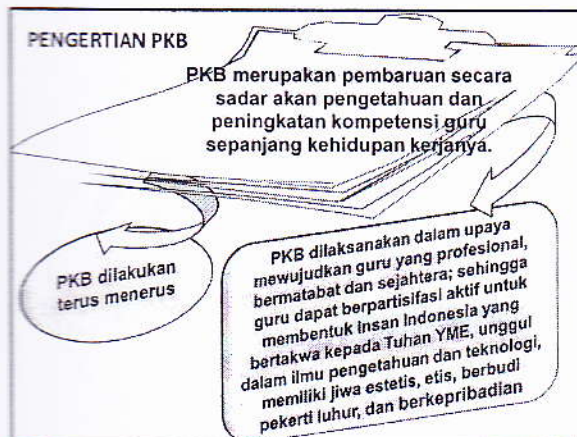 PENGERTIAN PKB
PKB merupakan pembaruan secara
sadar akan pengetahuan dan
peningkatan kompetensi guru
sepanjang kehidupan kerjanya.
PKB dilakukan
terus menerus
PKB dilaksanakan dalam upaya
mewujudkan guru yang profesional,
bermatabat dan sejahtera; sehingga
guru dapat berpartisifasi aktif untuk
membentuk Insan Indonesia yang
bertakwa kepada Tuhan YME, unggul
dalam ilmu pengetahuan dan teknologi,
memiliki jiwa estetis, etis, berbudi
pekerti luhur, dan berkepribadian